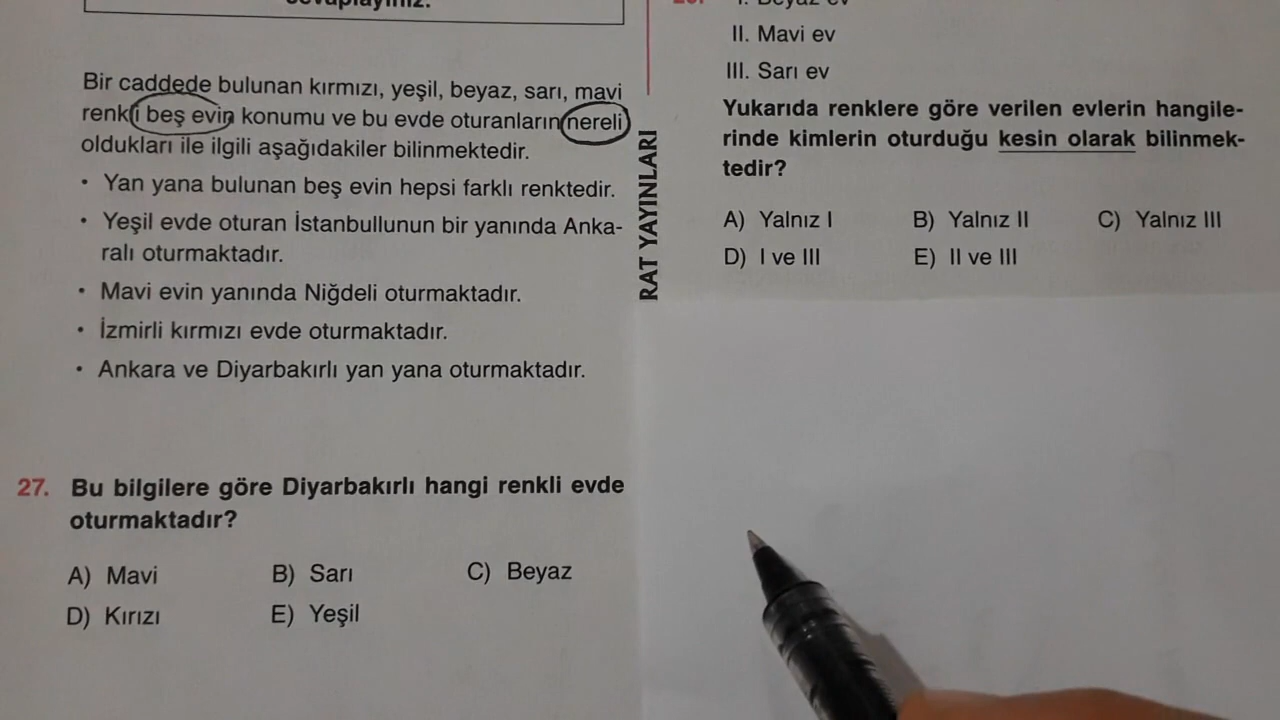 cevaplayınız.
Bir caddede bulunan kırmızı, yeşil, beyaz, sarı, mavi
renkli beş evin konumu ve bu evde oturanların nereli
oldukları ile ilgili aşağıdakiler bilinmektedir.
• Yan yana bulunan beş evin hepsi farklı renktedir.
• Yeşil evde oturan İstanbullunun bir yanında Anka-
ralı oturmaktadır.
• Mavi evin yanında Niğdeli oturmaktadır.
• İzmirli kırmızı evde oturmaktadır.
• Ankara ve Diyarbakırlı yan yana oturmaktadır.
27. Bu bilgilere göre Diyarbakırlı hangi renkli evde
oturmaktadır?
A) Mavi B) Sarı C) Beyaz
D) Kırızı E) Yeşil
RAT YAYINLARI
I. Beyaz ev
II. Mavi ev
III. Sarı ev
Yukarıda renklere göre verilen evlerin hangile-
rinde kimlerin oturduğu kesin olarak bilinmek-
tedir?
A) Yalnız I B) Yalnız II C) Yalnız III
D) I ve III E) II ve III